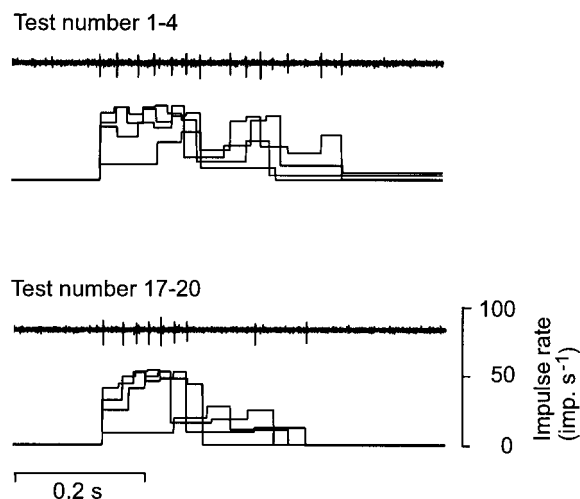 Test number 1-4
Test number 17-20
100
50
0
Impulse rate
(imp. s⁻¹)
0.2 s